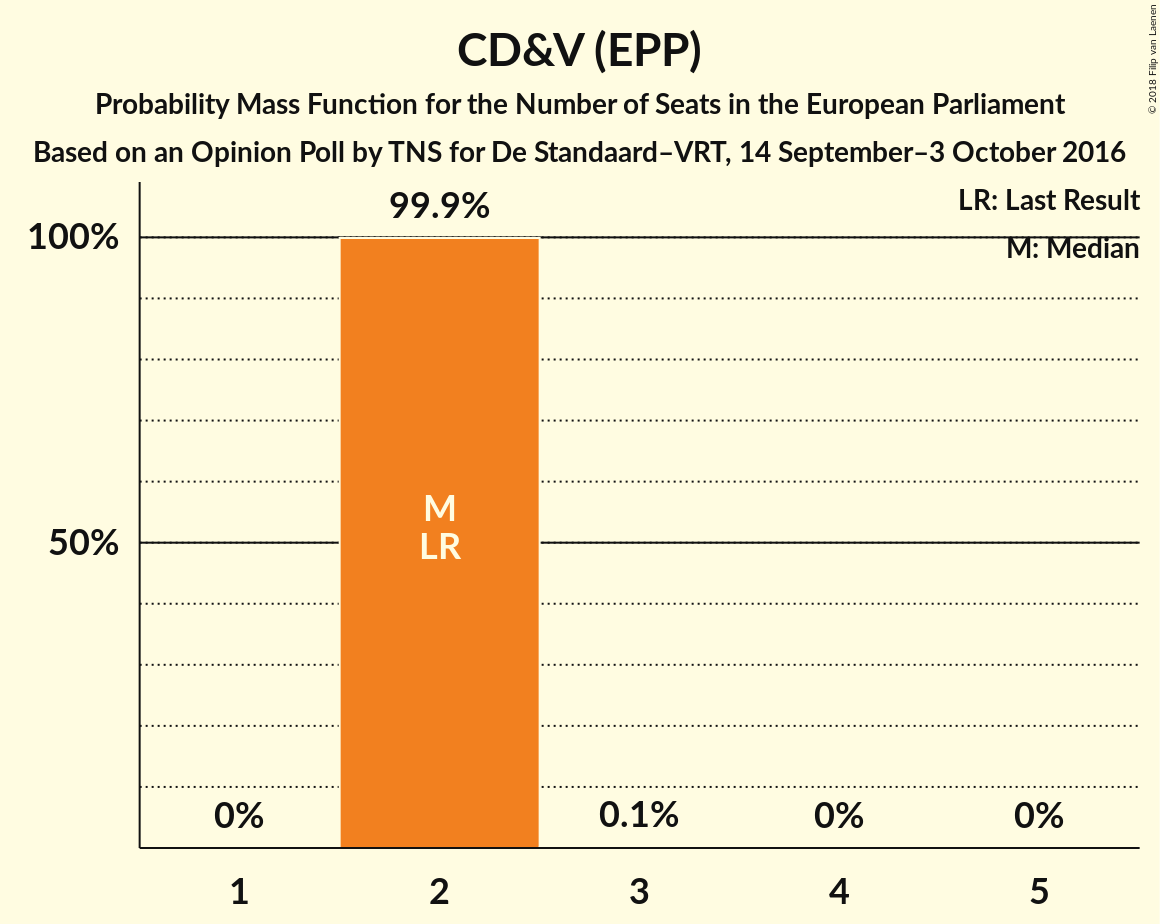 CD&V (EPP)
Probability Mass Function for the Number of Seats in the European Parliament
Based on an Opinion Poll by TNS for De Standaard–VRT, 14 September–3 October 2016
© 2018 Filip van Laenen
LR: Last Result
M: Median
100%
50%
99.9%
M
LR
0%
0.1%
0%
0%
1
2
3
4
5